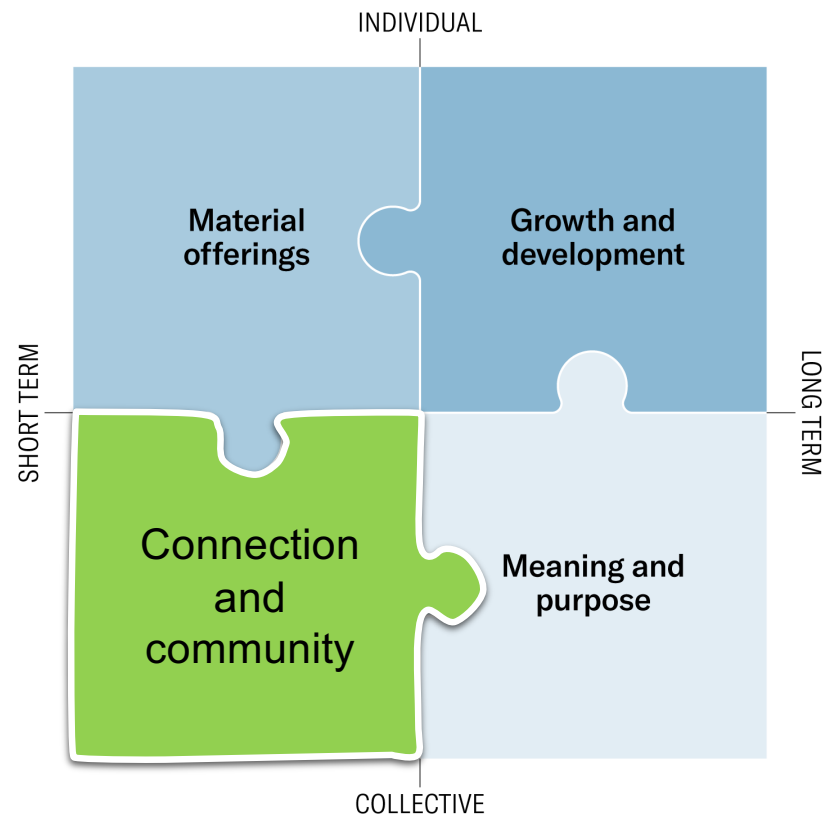 INDIVIDUAL
Material
offerings
Growth and
development
SHORT TERM
LONG TERM
Connection
and
community
Meaning and
purpose
COLLECTIVE